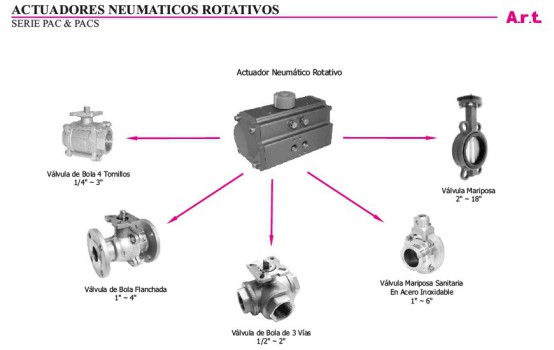 ACTUADORES NEUMATICOS ROTATIVOS
SERIE PAC & PACS
A.r.t.
Actuador Neumático Rotativo
Válvula de Bola 4 Tornillos
1/4" ~ 3"
Válvula Mariposa
2" ~ 18"
Válvula de Bola Flanchada
1" ~ 4"
Válvula Mariposa Sanitaria
En Acero Inoxidable
1" ~ 6"
Válvula de Bola de 3 Vías
1/2" ~ 2"